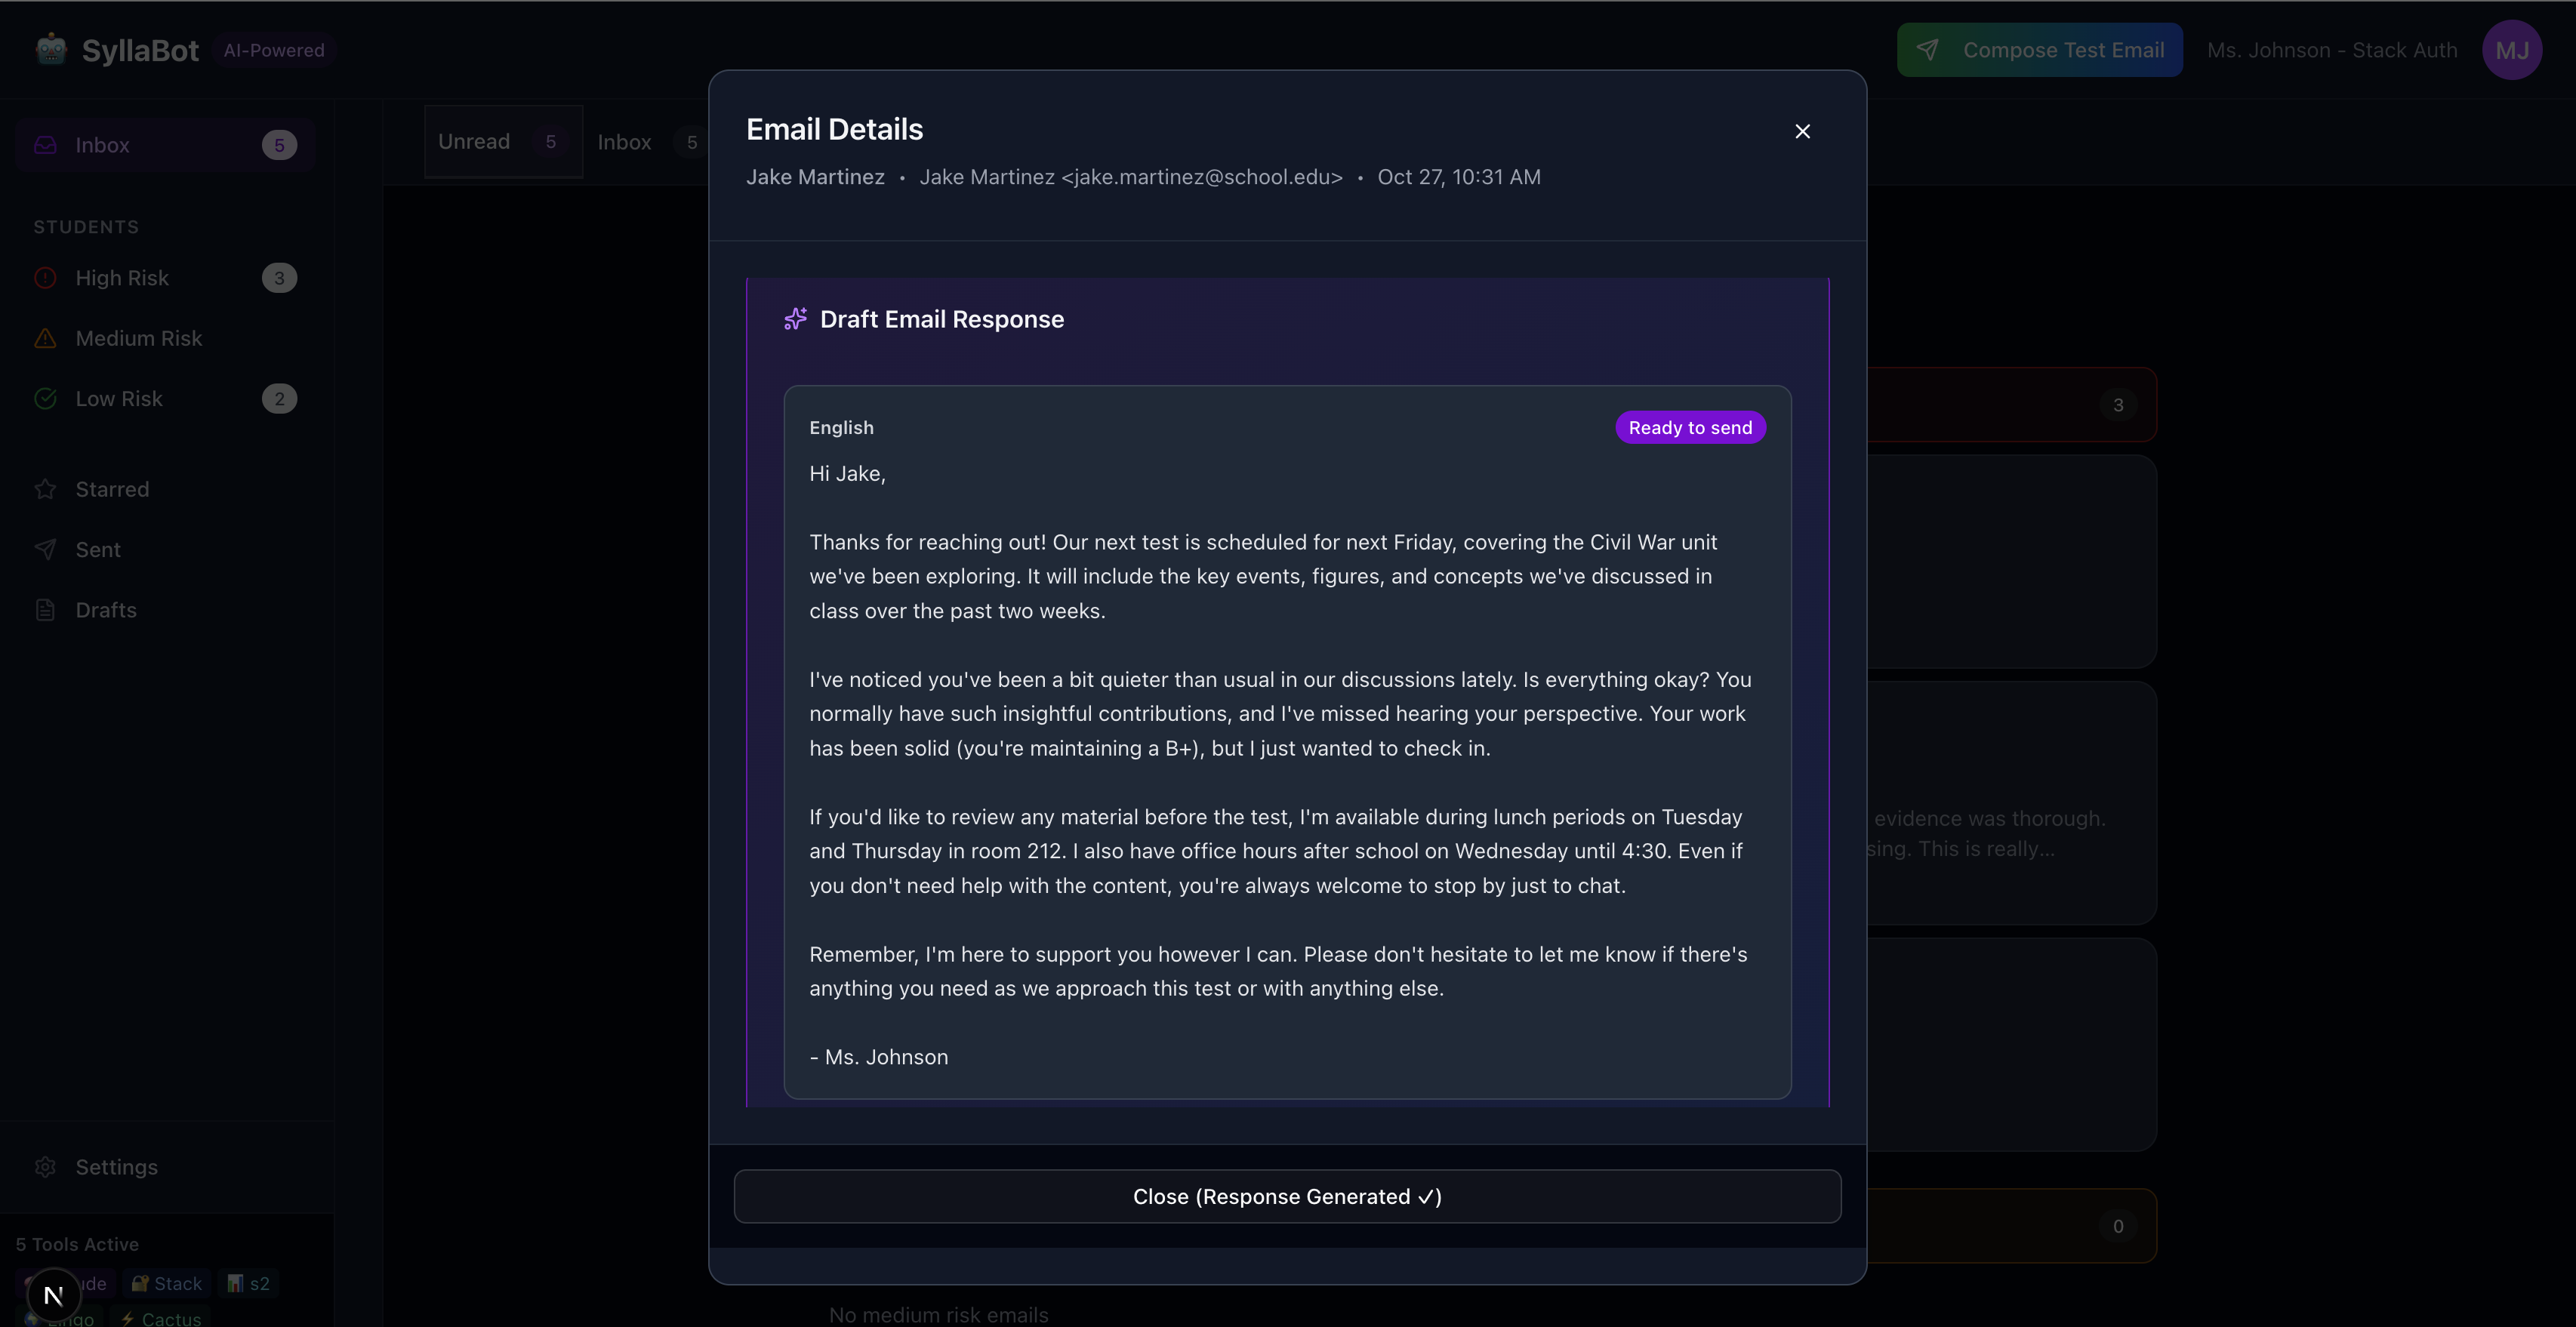 SyllaBot AI-Powered
Compose Test Email
Ms. Johnson - Stack Auth
MJ
Inbox 5
STUDENTS
High Risk 3
Medium Risk
Low Risk 2
Starred
Sent
Drafts
Settings
5 Tools Active
Stack
s2
Cactus
N
Unread 5
Inbox 5
Email Details
Jake Martinez • Jake Martinez <jake.martinez@school.edu> • Oct 27, 10:31 AM
Draft Email Response
English
Ready to send
Hi Jake,
Thanks for reaching out! Our next test is scheduled for next Friday, covering the Civil War unit
we've been exploring. It will include the key events, figures, and concepts we've discussed in
class over the past two weeks.
I've noticed you've been a bit quieter than usual in our discussions lately. Is everything okay? You
normally have such insightful contributions, and I've missed hearing your perspective. Your work
has been solid (you're maintaining a B+), but I just wanted to check in.
If you'd like to review any material before the test, I'm available during lunch periods on Tuesday
and Thursday in room 212. I also have office hours after school on Wednesday until 4:30. Even if
you don't need help with the content, you're always welcome to stop by just to chat.
Remember, I'm here to support you however I can. Please don't hesitate to let me know if there's
anything you need as we approach this test or with anything else.
- Ms. Johnson
Close (Response Generated ✓)
3
evidence was thorough.
sing. This is really...
0
No medium risk emails